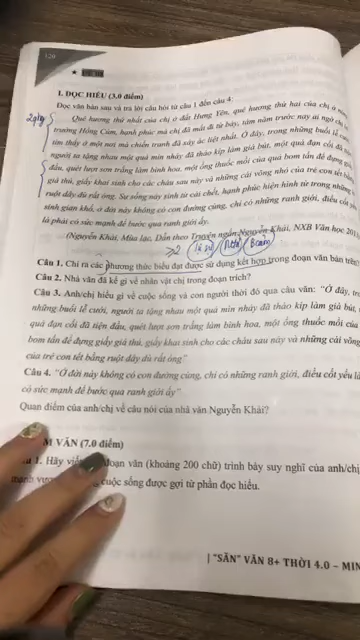 120
I. ĐỌC HIỂU (3.0 điểm)
Đọc văn bản sau và trả lời câu hỏi từ câu 1 đến câu 4:
Quê hương thứ nhất của chị ở đất Hưng Yên, quê hương thứ hai của chị ở
trường Hồng Cúm, hạnh phúc mà chị đã mất đi từ bảy, tám năm trước nay ai ngờ chị
tìm thấy ở nơi mà chiến tranh đã xảy ác liệt nhất. Ở đây, trong những buổi lễ cưới
người ta tặng nhau một quả mìn nhảy đã tháo kíp làm giá bút, một quả đạn cối đã
đầu, quét lượt sơn trắng làm bình hoa, một ống thuốc mồi của quả bom tấn để đựng
giấy giá thú, giấy khai sinh cho các cháu sau này và những cái võng nhỏ của trẻ con tết
ruột dây dù rất óng. Sự sống nảy sinh từ cái chết, hạnh phúc hiện hình từ trong những
sinh gian khổ, ở đời này không có con đường cùng, chỉ có những ranh giới, điều cốt
là phải có sức mạnh để bước qua ranh giới ấy.
(Nguyễn Khải, Mùa lạc, Dẫn theo Truyện ngắn Nguyễn Khải, NXB Văn học
Câu 1. Chỉ ra các phương thức biểu đạt được sử dụng kết hợp trong đoạn văn bản trên?
Câu 2. Nhà văn đã kể gì về nhân vật chị trong đoạn trích?
Câu 3. Anh/chị hiểu gì về cuộc sống và con người thời đó qua câu văn: "Ở đây,
những buổi lễ cưới, người ta tặng nhau một quả mìn nhảy đã tháo kíp làm giá bút,
quả đạn cối đã tiện đầu, quét lượt sơn trắng làm bình hoa, một ống thuốc mồi của
bom tấn để đựng giấy giá thú, giấy khai sinh cho các cháu sau này và những cái võng
của trẻ con tết bằng ruột dây dù rất óng"
Câu 4. "Ở đời này không có con đường cùng, chỉ có những ranh giới, điều cốt yếu là
có sức mạnh để bước qua ranh giới ấy"
Quan điểm của anh/chị về câu nói của nhà văn Nguyễn Khải?
M VĂN (7.0 điểm)
1. Hãy viết đoạn văn (khoảng 200 chữ) trình bày suy nghĩ của anh/chị
cuộc sống được gợi từ phần đọc hiểu.
| "SĂN" VĂN 8+ THỜI 4.0 –